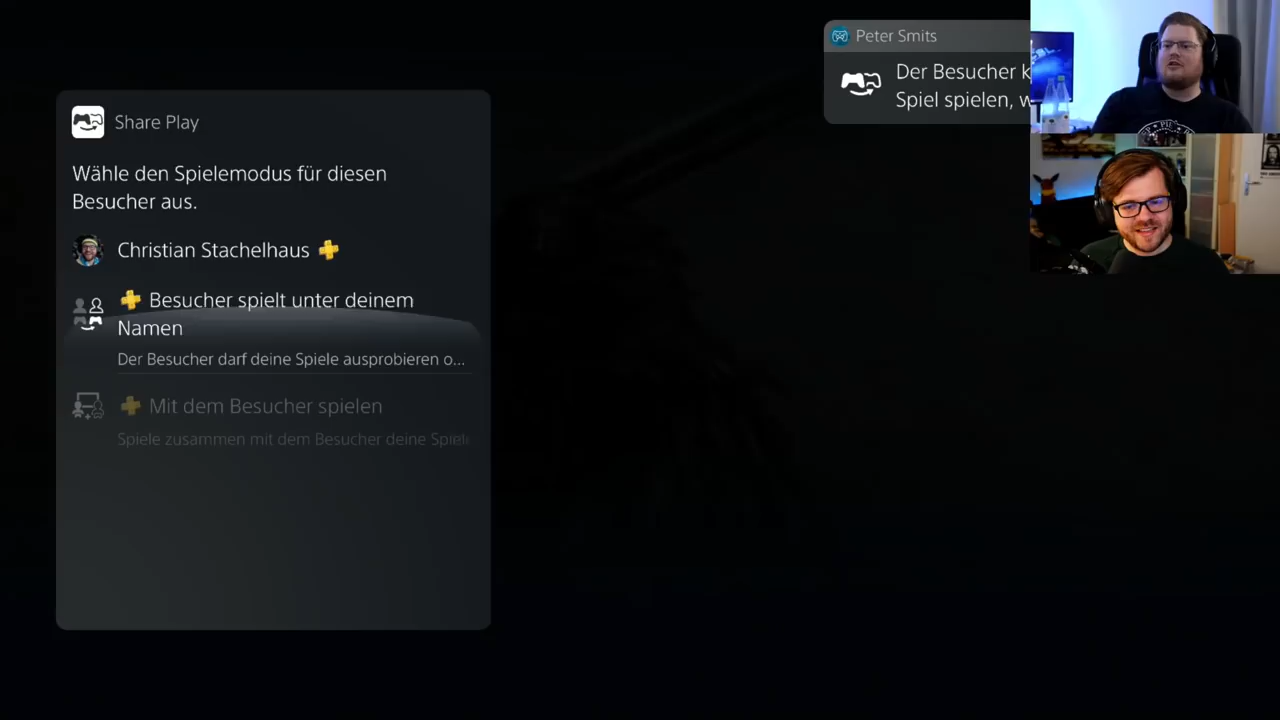 Peter Smits
Der Besucher k
Spiel spielen, w
Share Play
Wähle den Spielemodus für diesen
Besucher aus.
Christian Stachelhaus
Besucher spielt unter deinem
Namen
Der Besucher darf deine Spiele ausprobieren o...
Mit dem Besucher spielen
Spiele zusammen mit dem Besucher deine Spiele